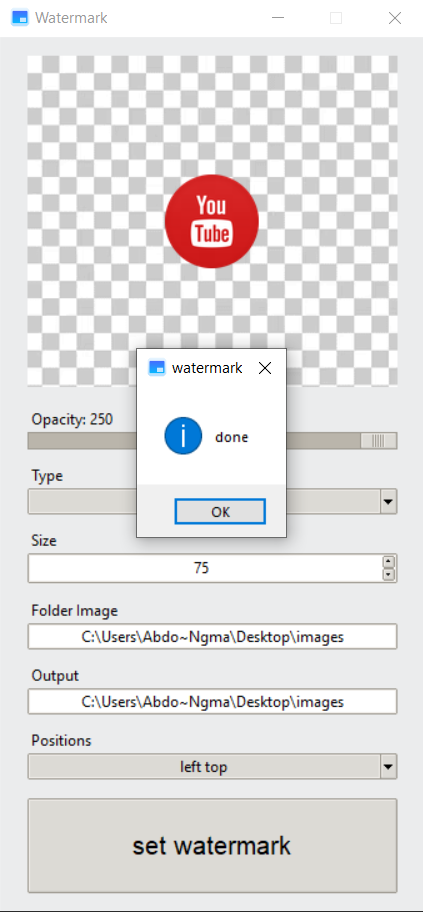 Watermark
You
Tube
watermark
done
OK
Opacity: 250
Type
Size
75
Folder Image
C:\Users\Abdo~Ngma\Desktop\images
Output
C:\Users\Abdo~Ngma\Desktop\images
Positions
left top
set watermark